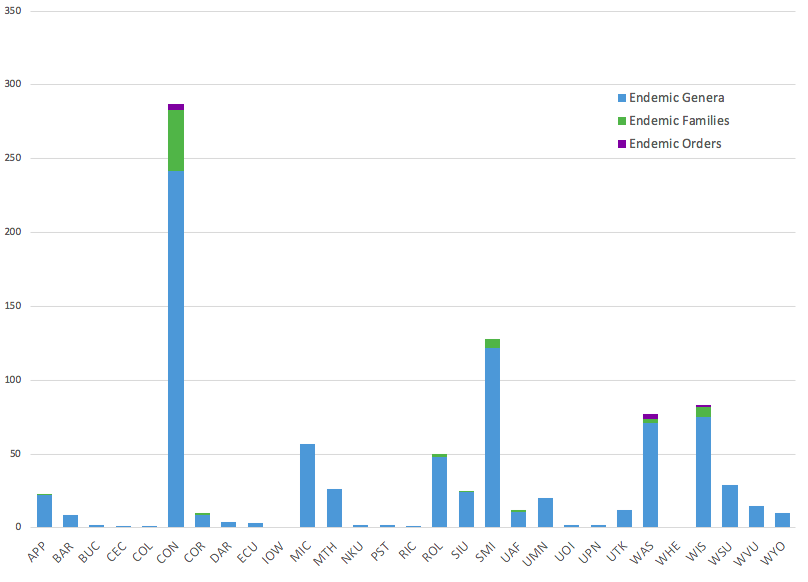 350
300
250
200
150
100
50
0
Endemic Genera
Endemic Families
Endemic Orders
APP BAR BUC CEC COL CON COR DAR ECU IOW MIC MTH NKU PST RIC ROL SIU SMI UAF UMN UOI UPN UTK WAS WHE WIS WSU WVU WYO